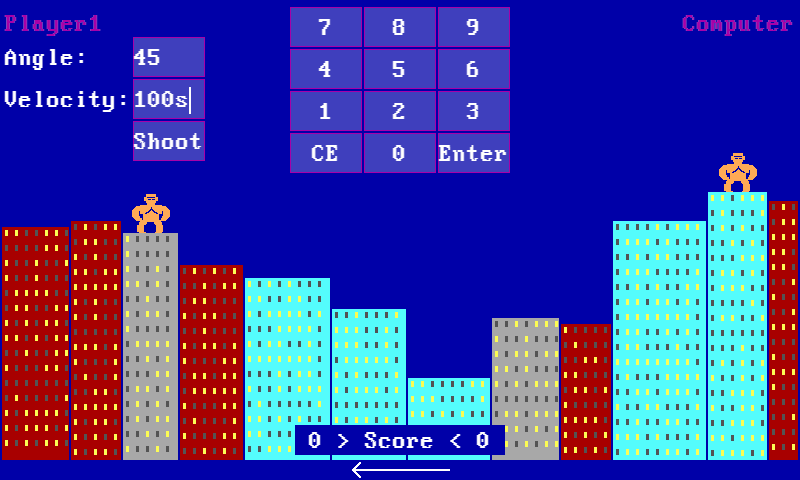 Player1
Computer
Angle: 45
Velocity: 100s
Shoot
7 8 9
4 5 6
1 2 3
CE 0 Enter
0 > Score < 0